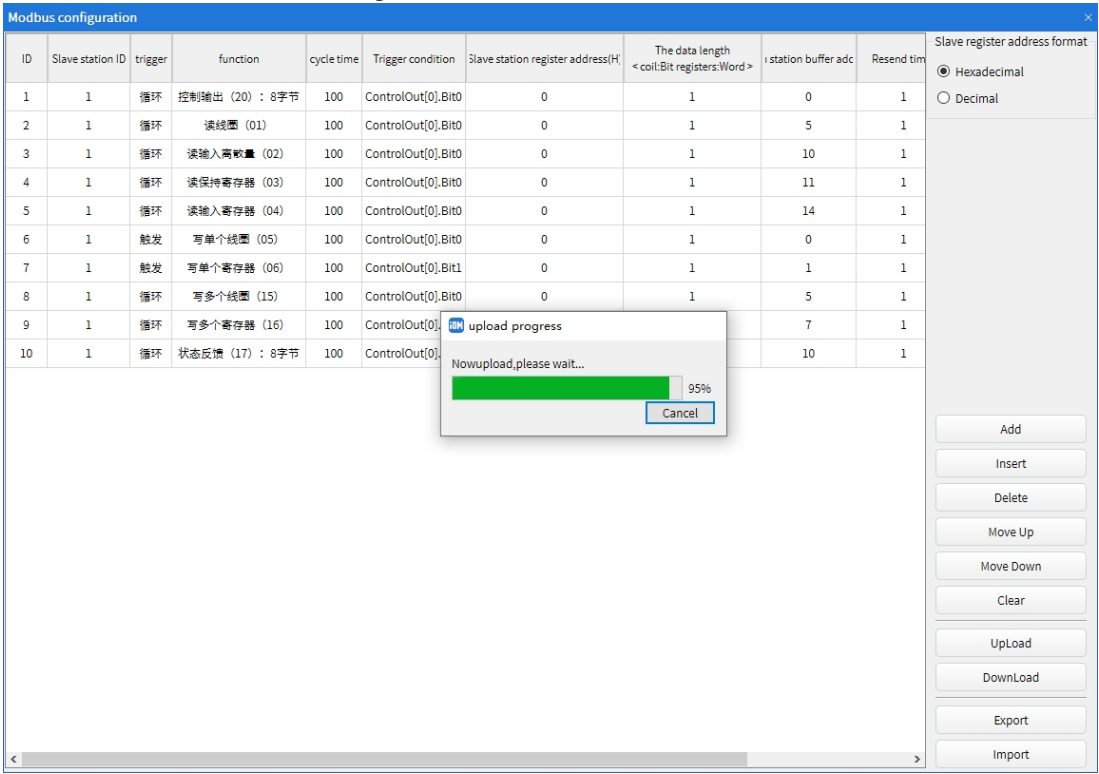 Modbus configuration
ID Slave station ID trigger function cycle time Trigger condition Slave station register address(H) The data length
< coil:Bit registers:Word > station buffer add Resend tim
1 1 循环 控制输出（20）：8字节 100 ControlOut[0].Bit0 0 1 0 1
2 1 循环 读线圈（01） 100 ControlOut[0].Bit0 0 1 5 1
3 1 循环 读输入离散量（02） 100 ControlOut[0].Bit0 0 1 10 1
4 1 循环 读保持寄存器（03） 100 ControlOut[0].Bit0 0 1 11 1
5 1 循环 读输入寄存器（04） 100 ControlOut[0].Bit0 0 1 14 1
6 1 触发 写单个线圈（05） 100 ControlOut[0].Bit0 0 1 0 1
7 1 触发 写单个寄存器（06） 100 ControlOut[0].Bit1 0 1 1 1
8 1 循环 写多个线圈（15） 100 ControlOut[0].Bit0 0 1 5 1
9 1 循环 写多个寄存器（16） 100 ControlOut[0]. 7 1
10 1 循环 状态反馈（17）：8字节 100 ControlOut[0]. 10 1
upload progress
Nowupload,please wait...
95%
Cancel
Slave register address format
Hexadecimal
Decimal
Add
Insert
Delete
Move Up
Move Down
Clear
UpLoad
DownLoad
Export
Import